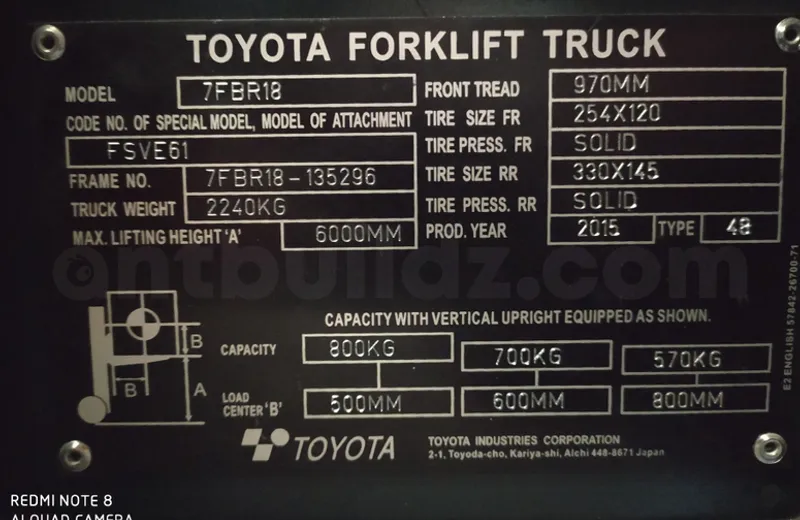 TOYOTA FORKLIFT TRUCK
MODEL 7FBR18
CODE NO. OF SPECIAL MODEL, MODEL OF ATTACHMENT
FSVE61
FRAME NO. 7FBR18-135296
TRUCK WEIGHT 2240KG
MAX. LIFTING HEIGHT 'A' 6000MM
FRONT TREAD 970MM
TIRE SIZE FR 254X120
TIRE PRESS. FR SOLID
TIRE SIZE RR 330X145
TIRE PRESS. RR SOLID
PROD. YEAR 2015 TYPE 48
antbuildz.com
CAPACITY WITH VERTICAL UPRIGHT EQUIPPED AS SHOWN.
B
B
A
CAPACITY 800KG 700KG 570KG
LOAD
CENTER 'B' 500MM 600MM 800MM
TOYOTA
TOYOTA INDUSTRIES CORPORATION
2-1, Toyoda-cho, Kariya-shi, Aichi 448-8671 Japan
E2 ENGLISH 57842-26700-71
REDMI NOTE 8
AI QUAD CAMERA